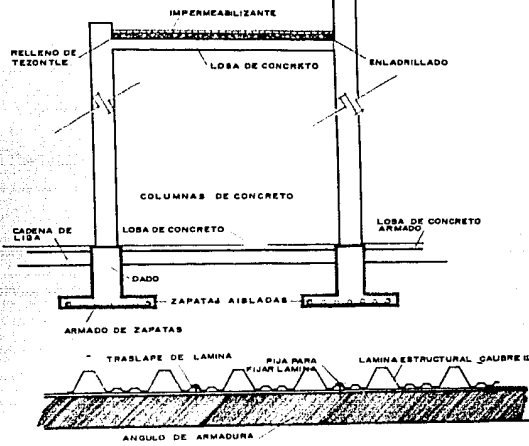 IMPERMEABILIZANTE
RELLENO DE
TEZONTLE.
LOSA DE CONCRETO
ENLADRILLADO
COLUMNAS DE CONCRETO
CADENA DE
LIGA
LOSA DE CONCRETO
LOSA DE CONCRETO
ARMADO
DADO
ZAPATAS AISLADAS
ARMADO DE ZAPATAS
TRASLAPE DE LAMINA
PIJA PARA
FIJAR LAMINA
LAMINA ESTRUCTURAL CALIBRE
ANGULO DE ARMADURA